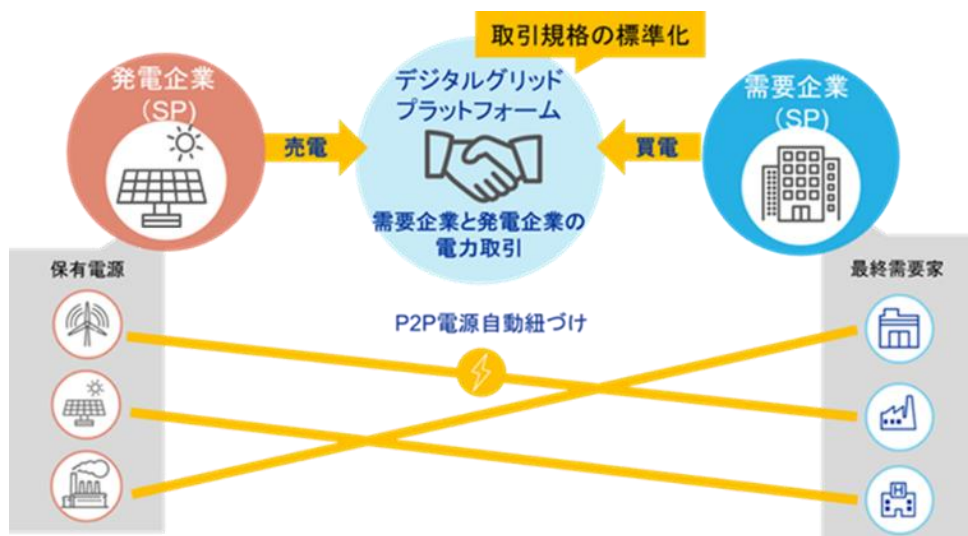 取引規格の標準化
発電企業
(SP)
デジタルグリッド
プラットフォーム
需要企業
(SP)
売電
買電
需要企業と発電企業の
電力取引
保有電源
最終需要家
P2P電源自動紐づけ
H